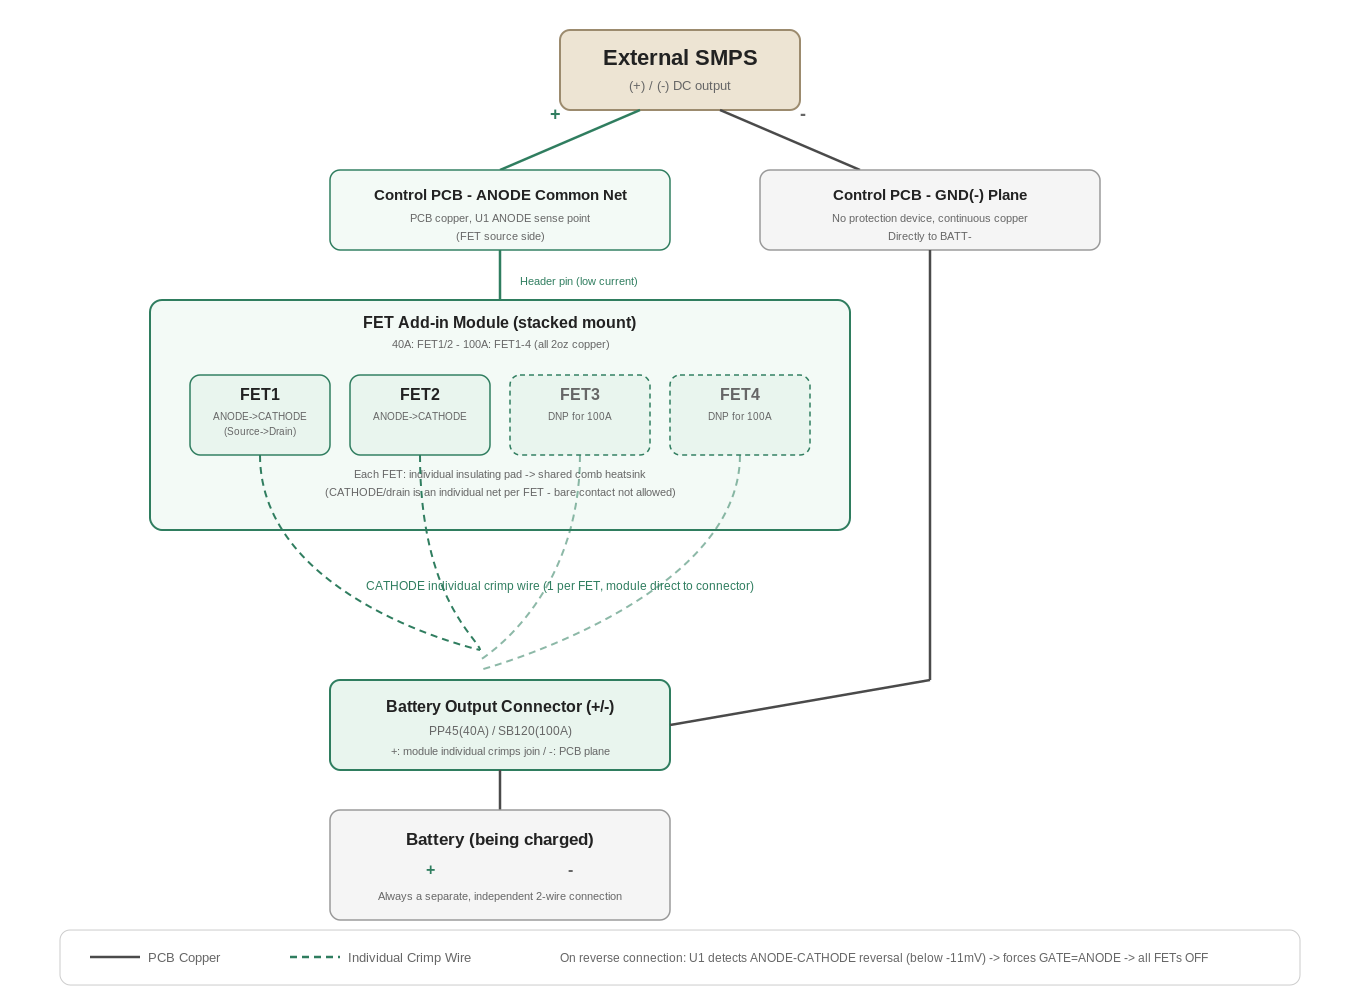 External SMPS
(+) / (-) DC output
+
-
Control PCB - ANODE Common Net
PCB copper, U1 ANODE sense point
(FET source side)
Control PCB - GND(-) Plane
No protection device, continuous copper
Directly to BATT-
Header pin (low current)
FET Add-in Module (stacked mount)
40A: FET1/2 - 100A: FET1-4 (all 2oz copper)
FET1
ANODE->CATHODE
(Source->Drain)
FET2
ANODE->CATHODE
FET3
DNP for 100A
FET4
DNP for 100A
Each FET: individual insulating pad -> shared comb heatsink
(CATHODE/drain is an individual net per FET - bare contact not allowed)
CATHODE individual crimp wire (1 per FET, module direct to connector)
Battery Output Connector (+/-)
PP45(40A) / SB120(100A)
+: module individual crimps join / -: PCB plane
Battery (being charged)
+
-
Always a separate, independent 2-wire connection
PCB Copper
Individual Crimp Wire
On reverse connection: U1 detects ANODE-CATHODE reversal (below -11mV) -> forces GATE=ANODE -> all FETs OFF